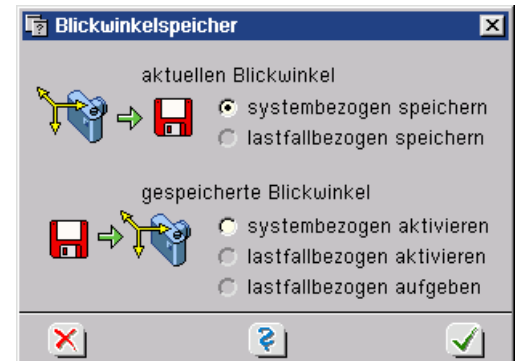 Blickwinkelspeicher
aktuellen Blickwinkel
systembezogen speichern
lastfallbezogen speichern
gespeicherte Blickwinkel
systembezogen aktivieren
lastfallbezogen aktivieren
lastfallbezogen aufgeben